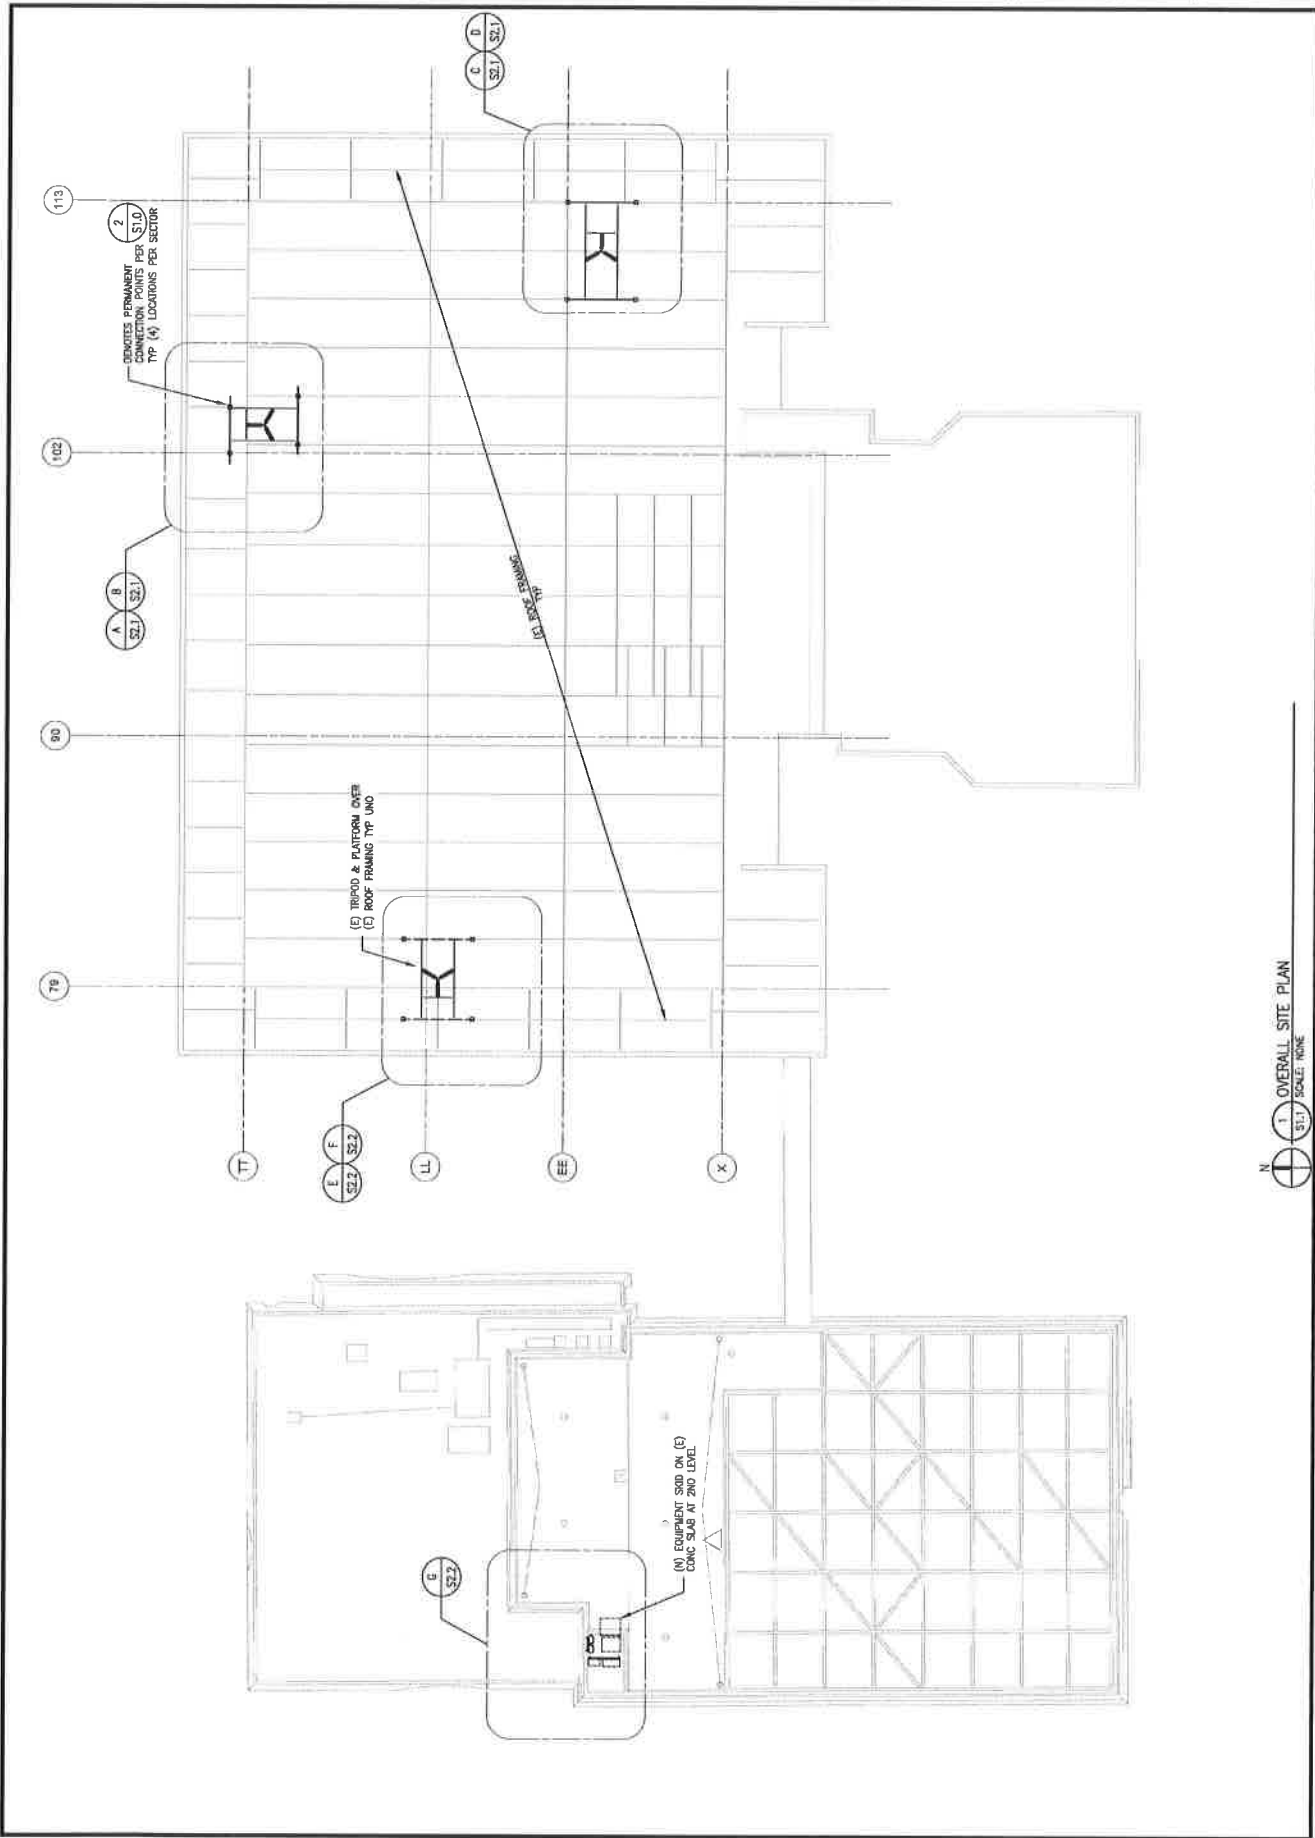 113
2
S1.0
DENOTES PERMANENT
CONNECTION POINTS PER
TYP (4) LOCATIONS PER SECTOR
C
S2.1
D
S2.1
102
A
S2.1
B
S2.1
(E) ROOF FRAMING
TYP
90
(E) TRIPOD & PLATFORM OVER
(E) ROOF FRAMING TYP UNO
79
E
S2.2
F
S2.2
TT
LL
EE
X
G
S2.2
(N) EQUIPMENT SKID ON (E)
CONC SLAB AT 2ND LEVEL
N
1
S1.1
OVERALL SITE PLAN
SCALE: NONE